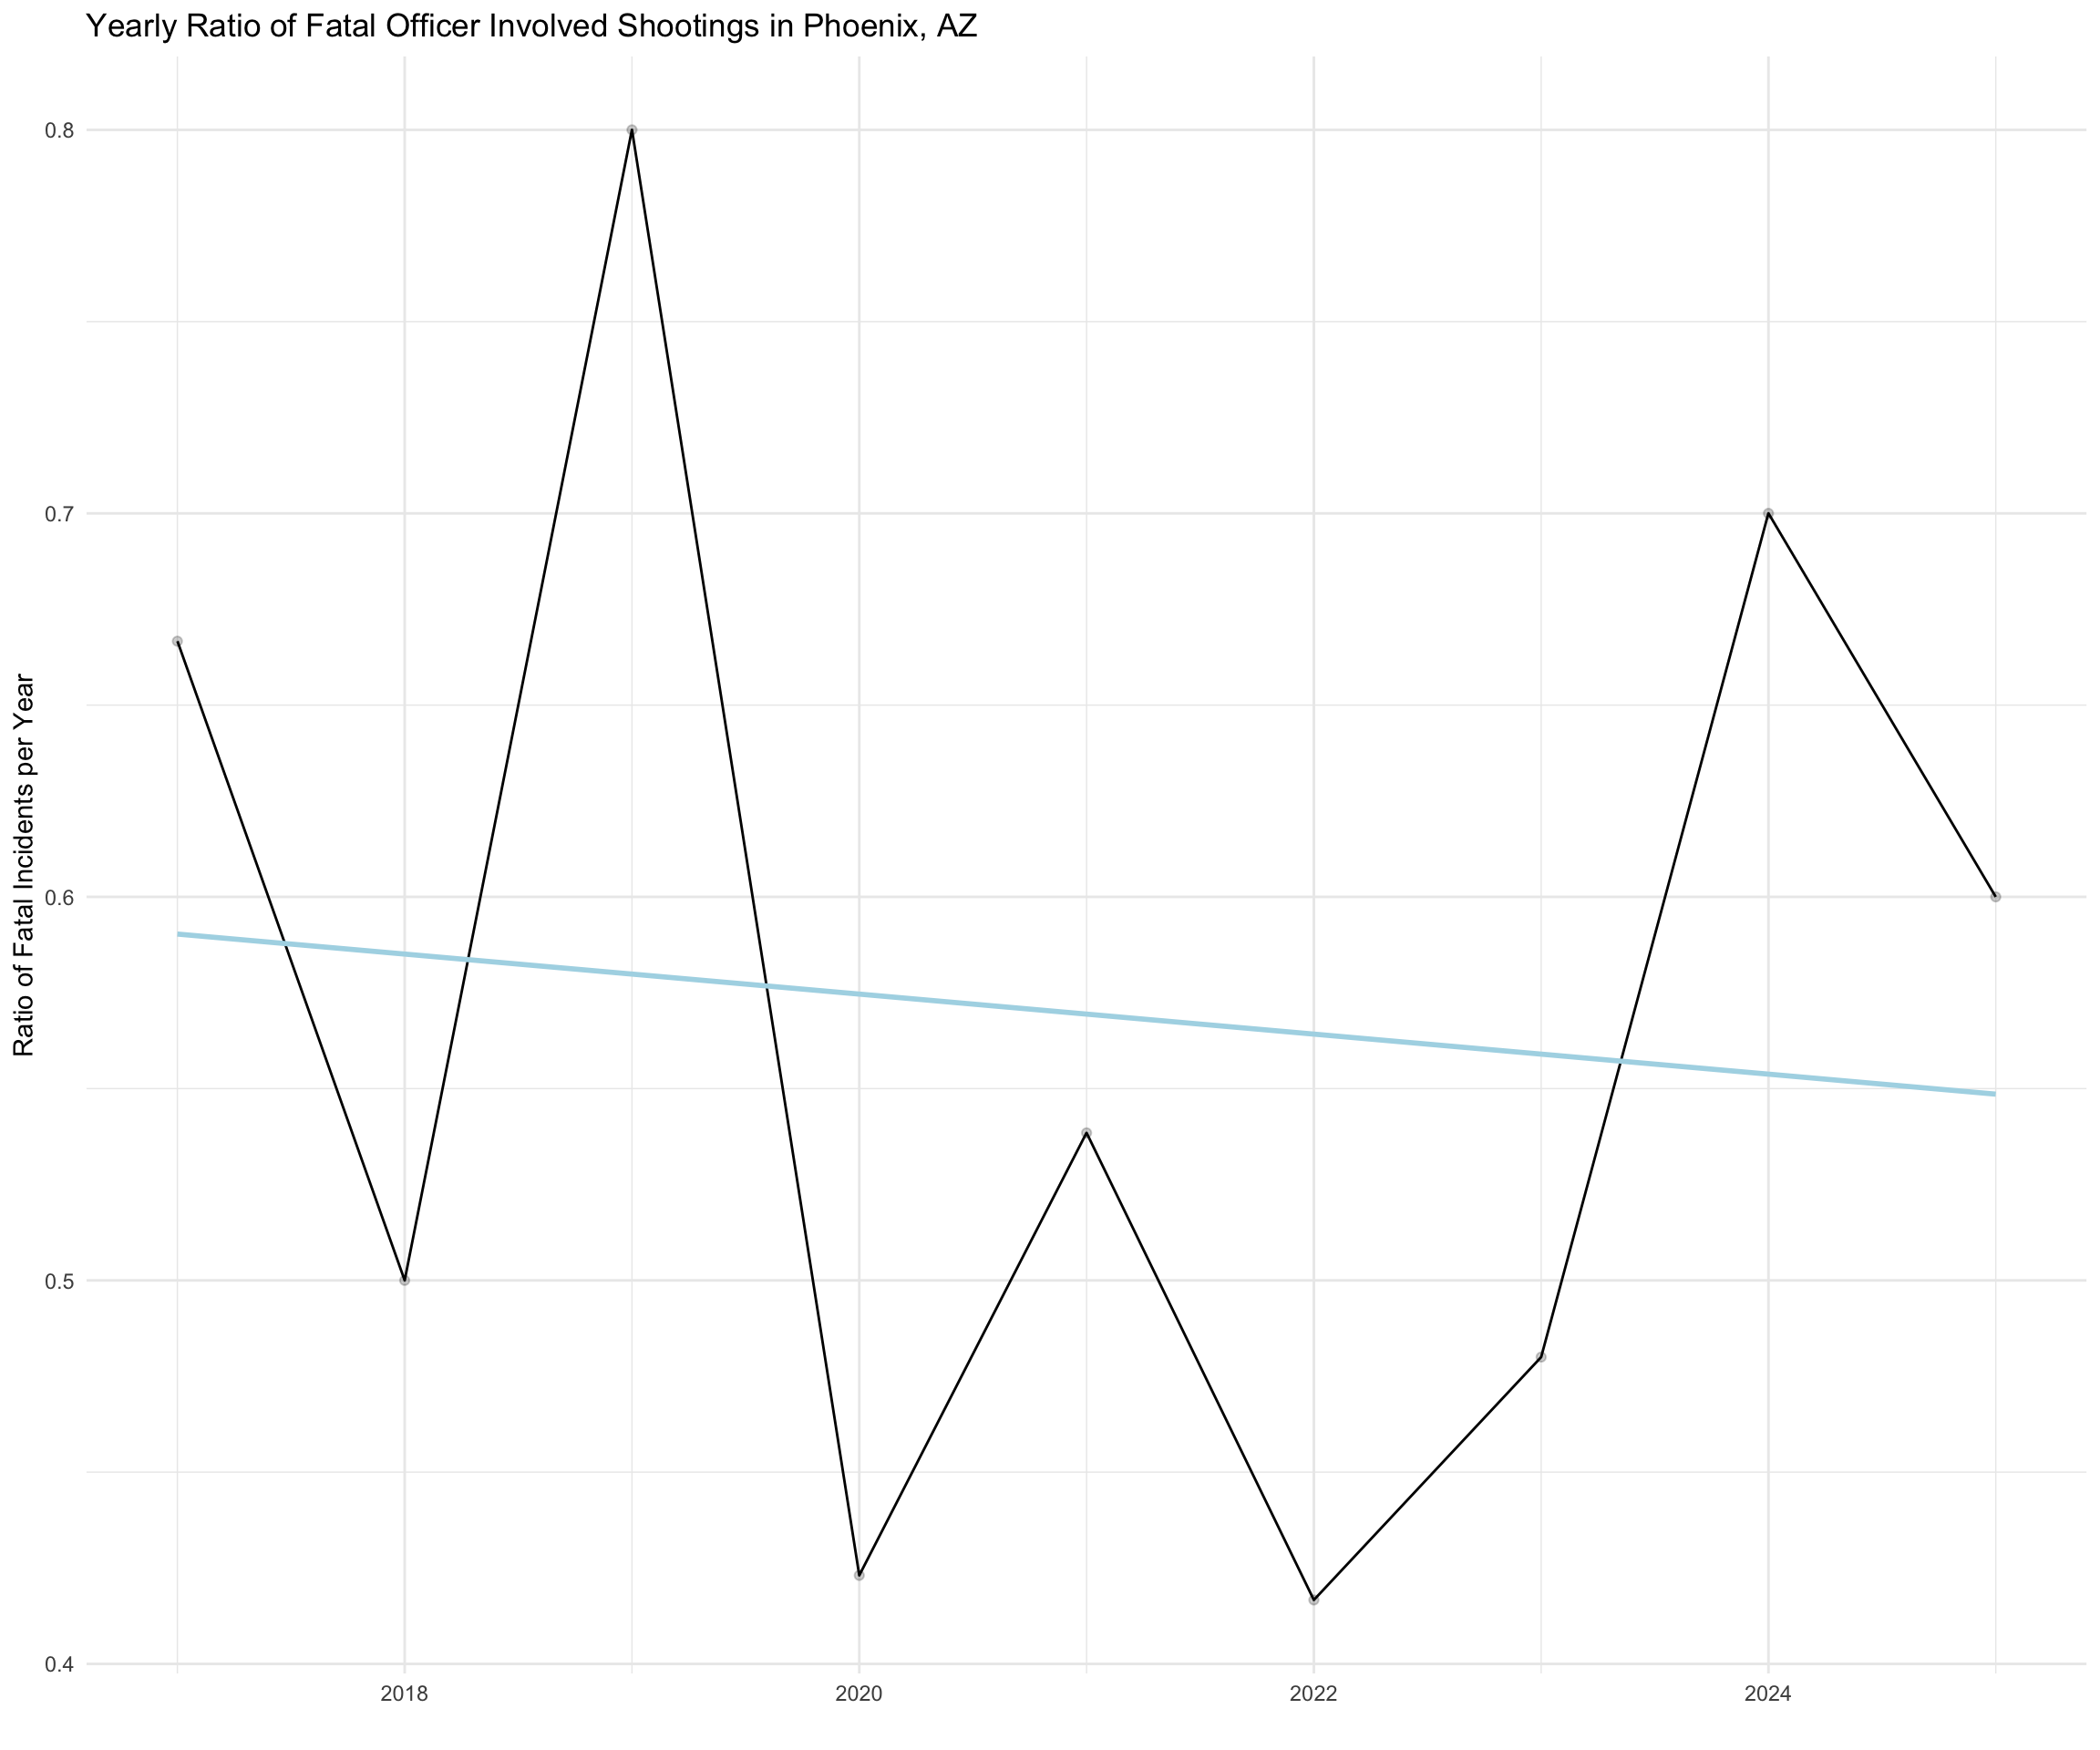 Yearly Ratio of Fatal Officer Involved Shootings in Phoenix, AZ
Ratio of Fatal Incidents per Year
0.8
0.7
0.6
0.5
0.4
2018 2020 2022 2024